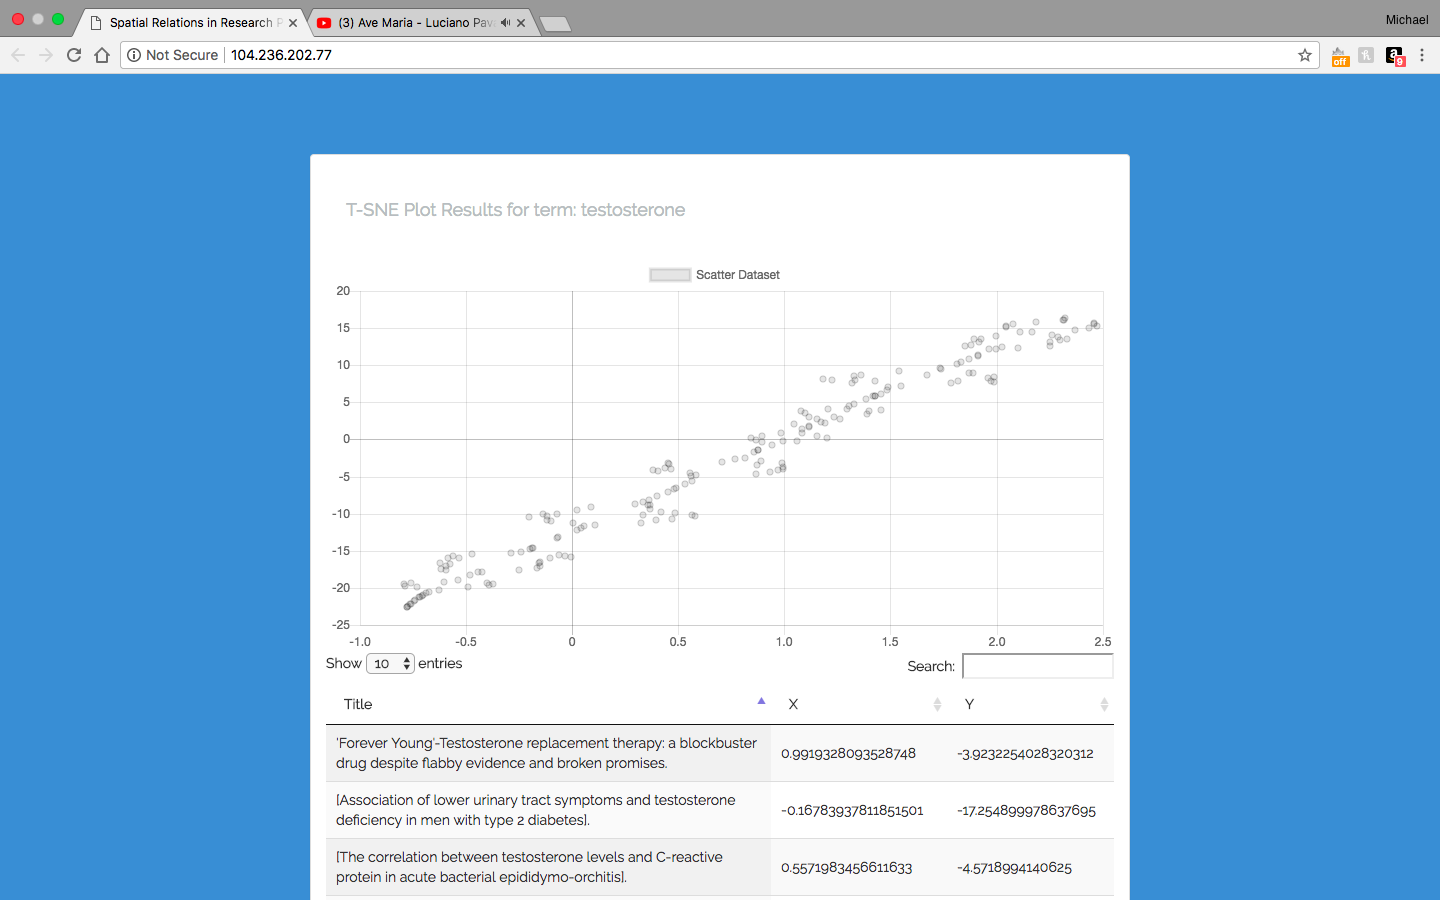 Spatial Relations in Research P
(3) Ave Maria - Luciano Pava
Michael
Not Secure
104.236.202.77
off
9
T-SNE Plot Results for term: testosterone
Scatter Dataset
20
15
10
5
0
-5
-10
-15
-20
-25
-1.0 -0.5 0 0.5 1.0 1.5 2.0 2.5
Show 10 entries
Search:
Title X Y
'Forever Young'-Testosterone replacement therapy: a blockbuster
drug despite flabby evidence and broken promises.
0.9919328093528748 -3.9232254028320312
[Association of lower urinary tract symptoms and testosterone
deficiency in men with type 2 diabetes].
-0.16783937811851501 -17.254899978637695
[The correlation between testosterone levels and C-reactive
protein in acute bacterial epididymo-orchitis].
0.5571983456611633 -4.5718994140625